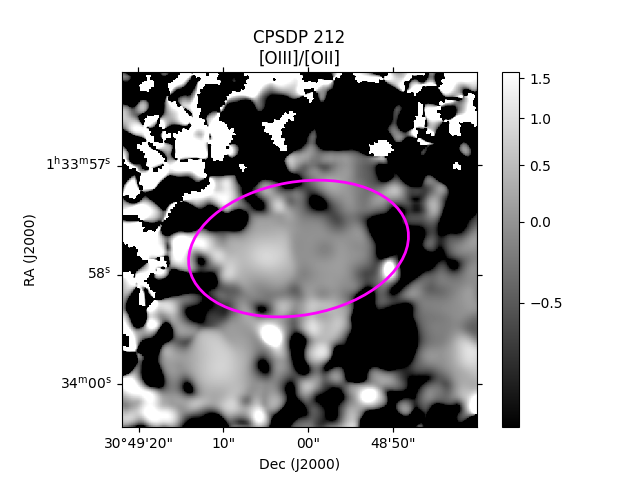 CPSDP 212
[OIII]/[OII]
1.5
1.0
0.5
0.0
−0.5
1ʰ33ᵐ57ˢ
58ˢ
34ᵐ00ˢ
RA (J2000)
30°49'20" 10" 00" 48'50"
Dec (J2000)